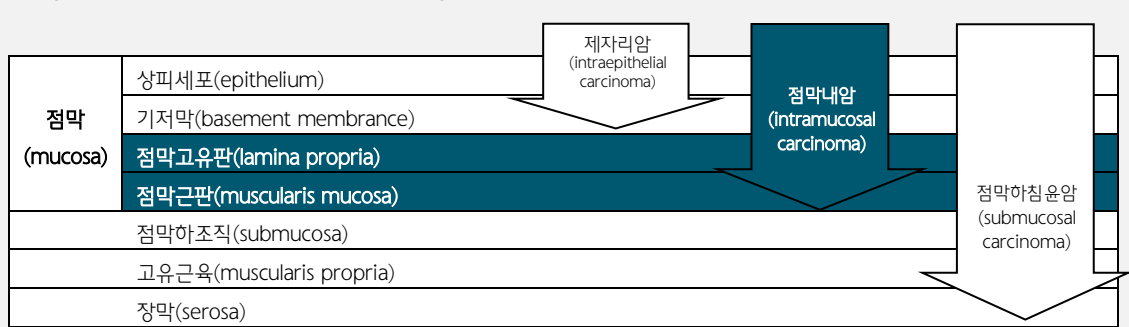 제자리암
(intraepithelial
carcinoma)
상피세포(epithelium)
점막내암
(intramucosal
carcinoma)
점막
(mucosa)
기저막(basement membrance)
점막고유판(lamina propria)
점막근판(muscularis mucosa)
점막하침윤암
(submucosal
carcinoma)
점막하조직(submucosa)
고유근육(muscularis propria)
장막(serosa)